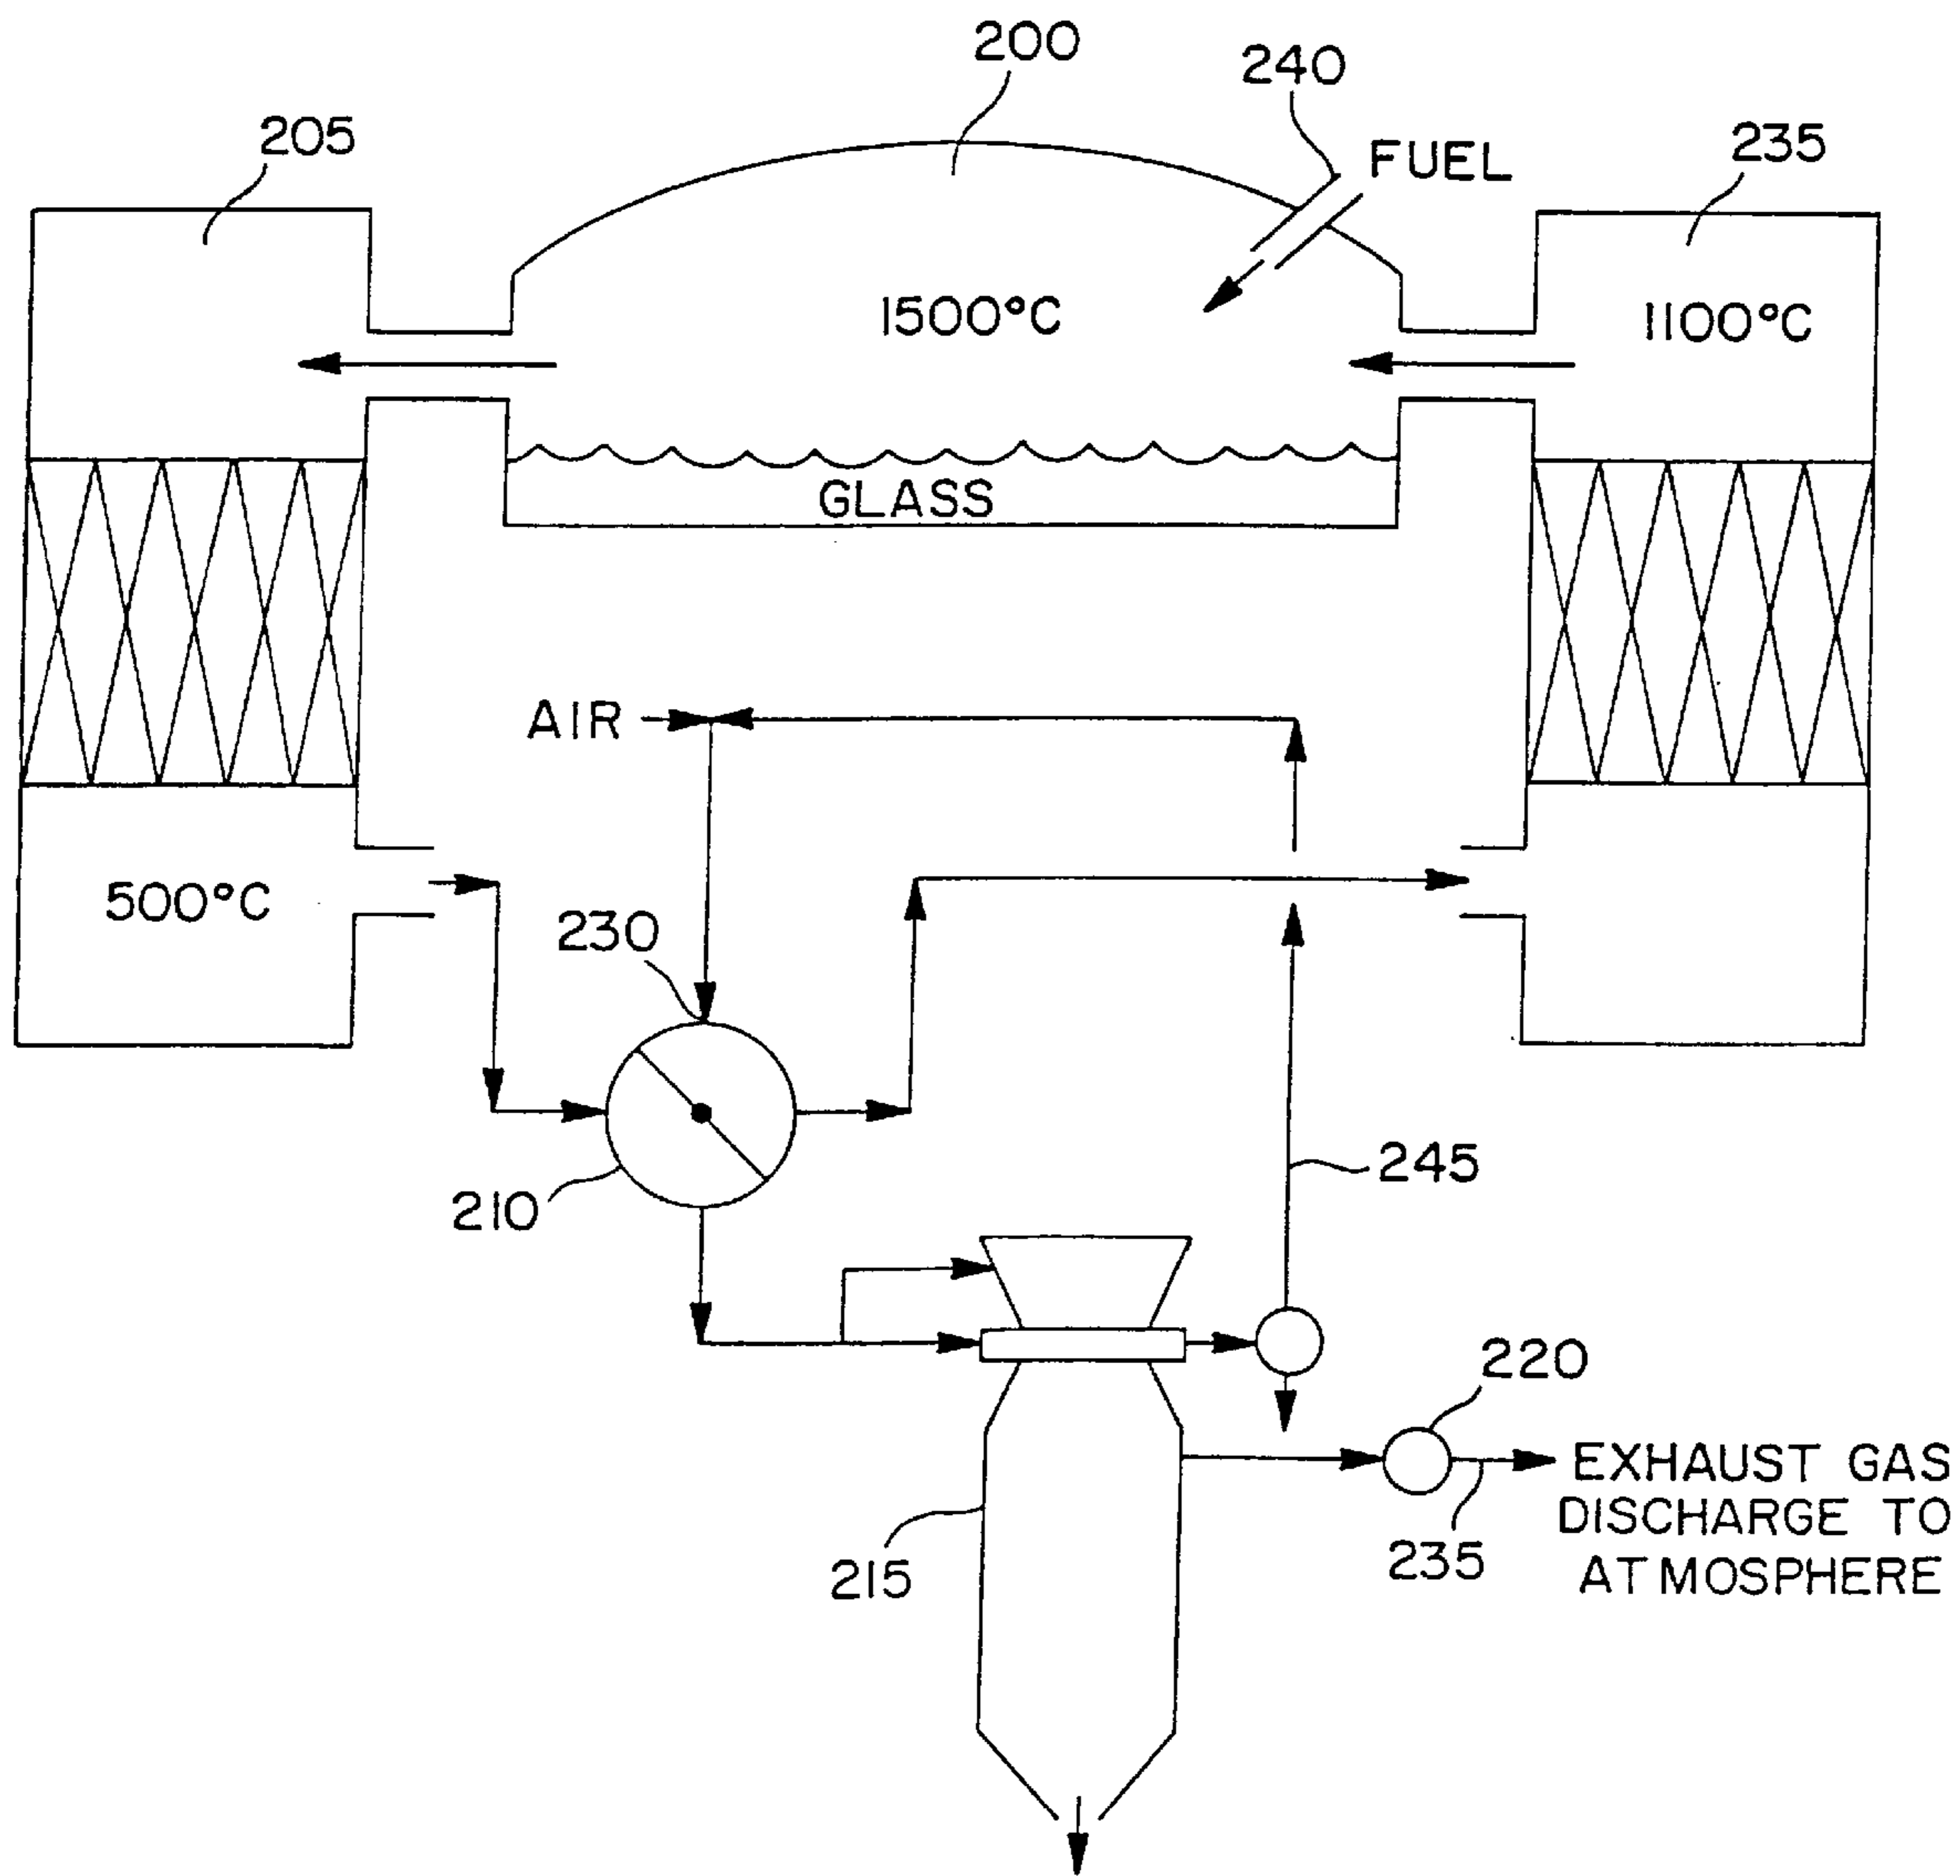 200
240
205
FUEL
235
1500°C
1100°C
GLASS
AIR
500°C
230
245
210
220
EXHAUST GAS
DISCHARGE TO
235
215
ATMOSPHERE